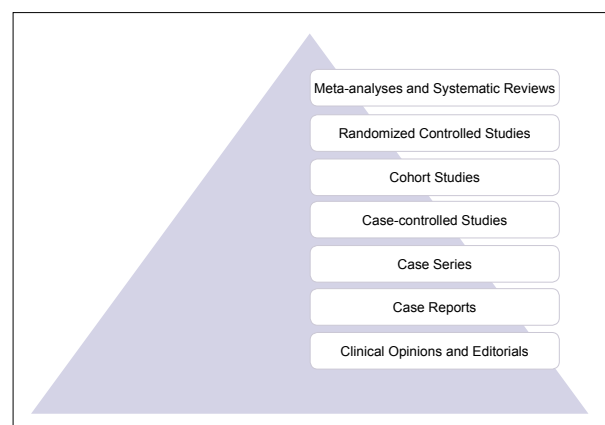 Meta-analyses and Systematic Reviews
Randomized Controlled Studies
Cohort Studies
Case-controlled Studies
Case Series
Case Reports
Clinical Opinions and Editorials